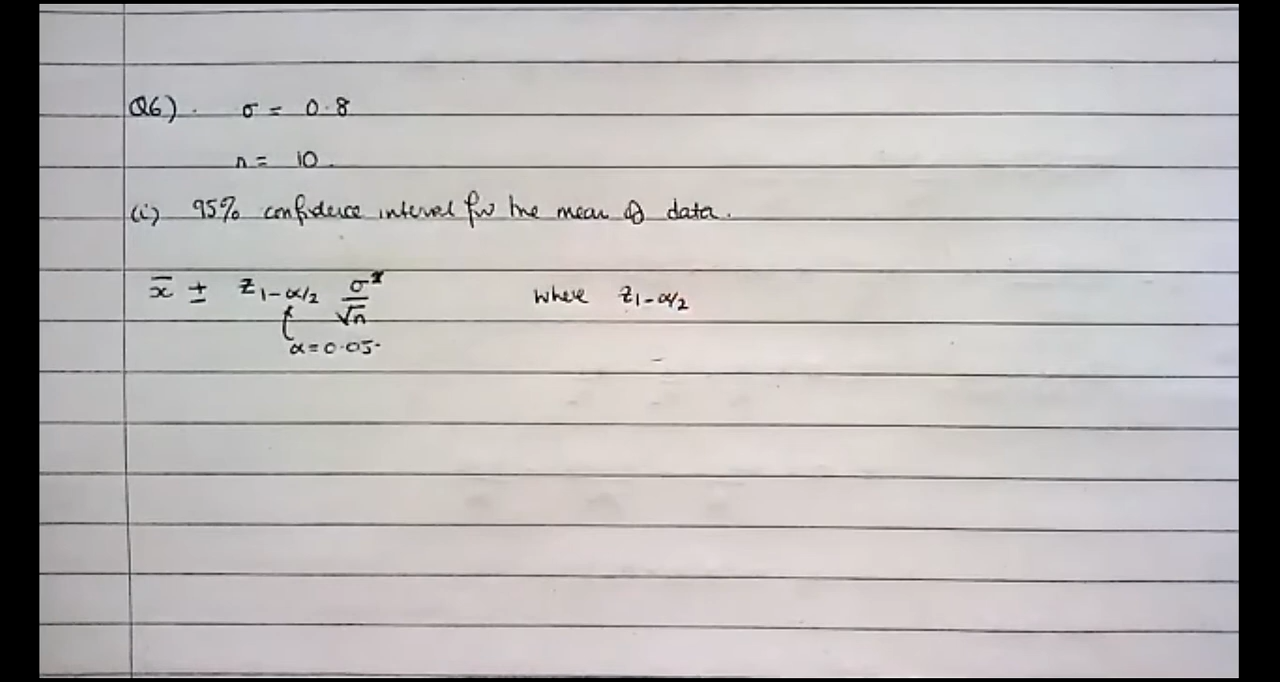 Q6). σ = 0.8
n = 10.
(i) 95% confidence interval for the mean of data.
x̄ ± z₁₋α/₂ σ/√n where z₁₋α/₂
α = 0.05.